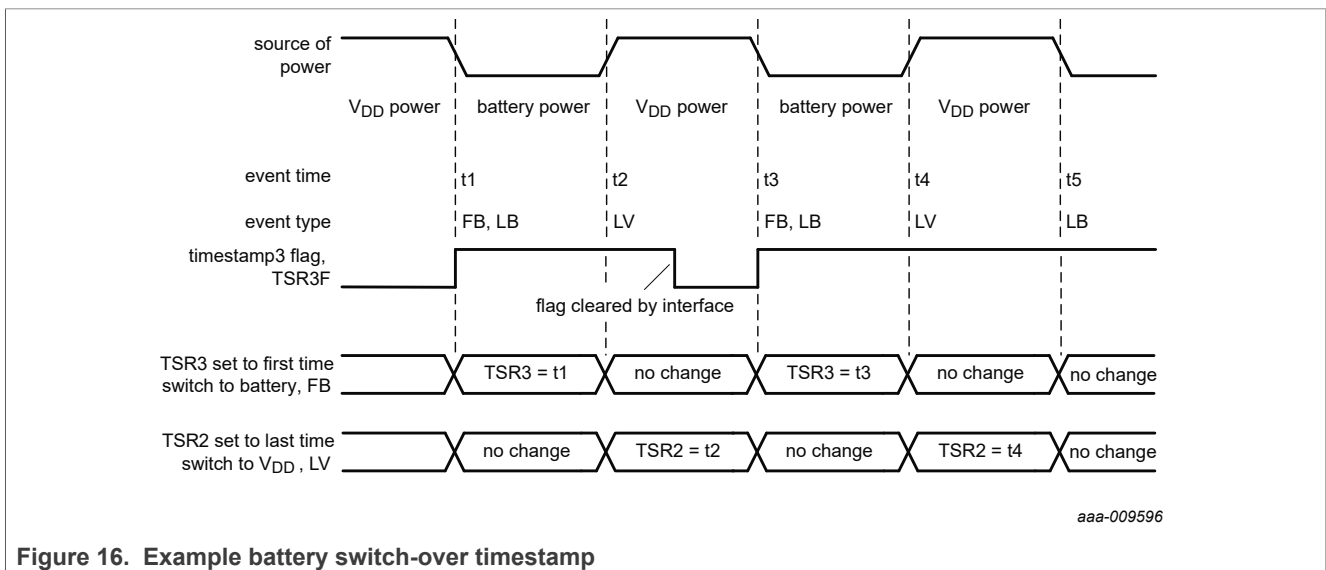 source of
power
V_DD power battery power V_DD power battery power V_DD power
event time t1 t2 t3 t4 t5
event type FB, LB LV FB, LB LV LB
timestamp3 flag,
TSR3F
flag cleared by interface
TSR3 set to first time
switch to battery, FB
TSR3 = t1 no change TSR3 = t3 no change no change
TSR2 set to last time
switch to V_DD , LV
no change TSR2 = t2 no change TSR2 = t4 no change
aaa-009596
Figure 16. Example battery switch-over timestamp